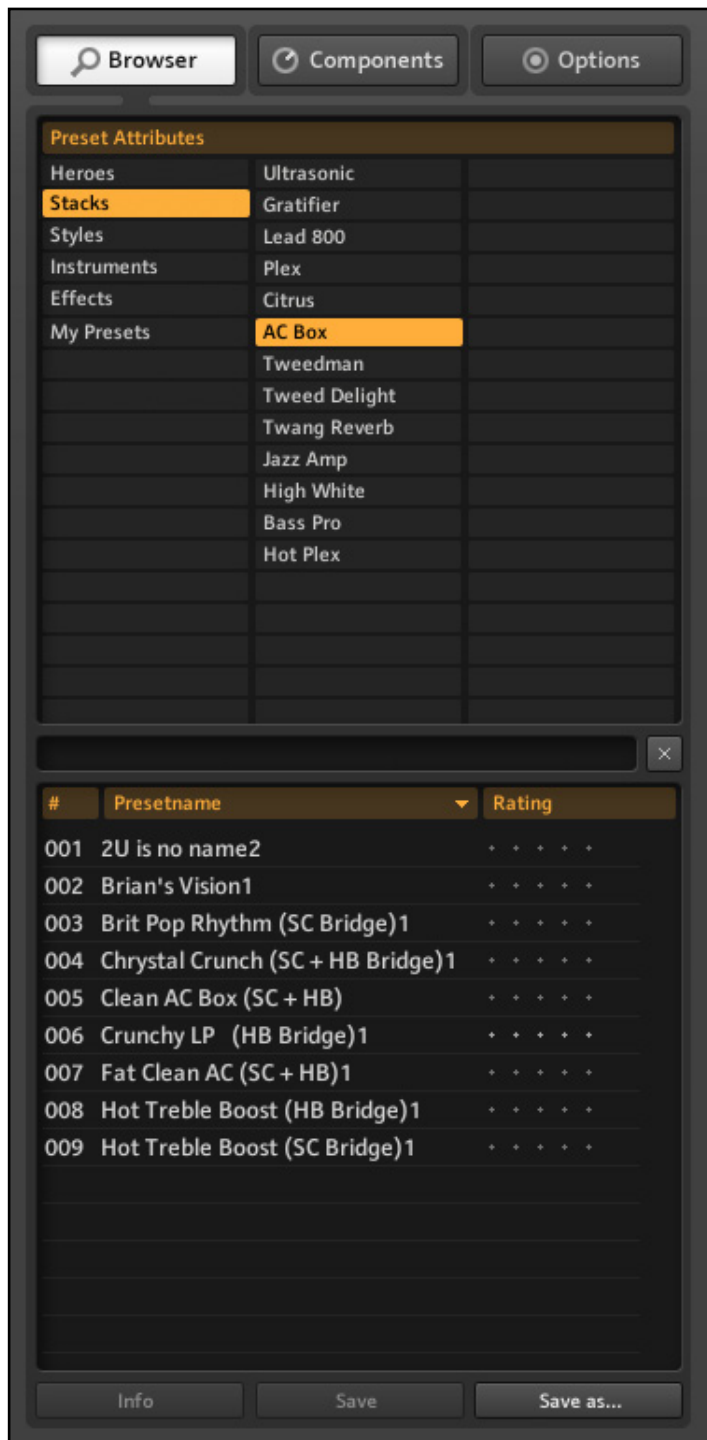 Browser Components Options
Preset Attributes
Heroes Ultrasonic
Stacks Gratifier
Styles Lead 800
Instruments Plex
Effects Citrus
My Presets AC Box
Tweedman
Tweed Delight
Twang Reverb
Jazz Amp
High White
Bass Pro
Hot Plex
# Presetname Rating
001 2U is no name2
002 Brian's Vision1
003 Brit Pop Rhythm (SC Bridge)1
004 Chrystal Crunch (SC + HB Bridge)1
005 Clean AC Box (SC + HB)
006 Crunchy LP (HB Bridge)1
007 Fat Clean AC (SC + HB)1
008 Hot Treble Boost (HB Bridge)1
009 Hot Treble Boost (SC Bridge)1
Info Save Save as...